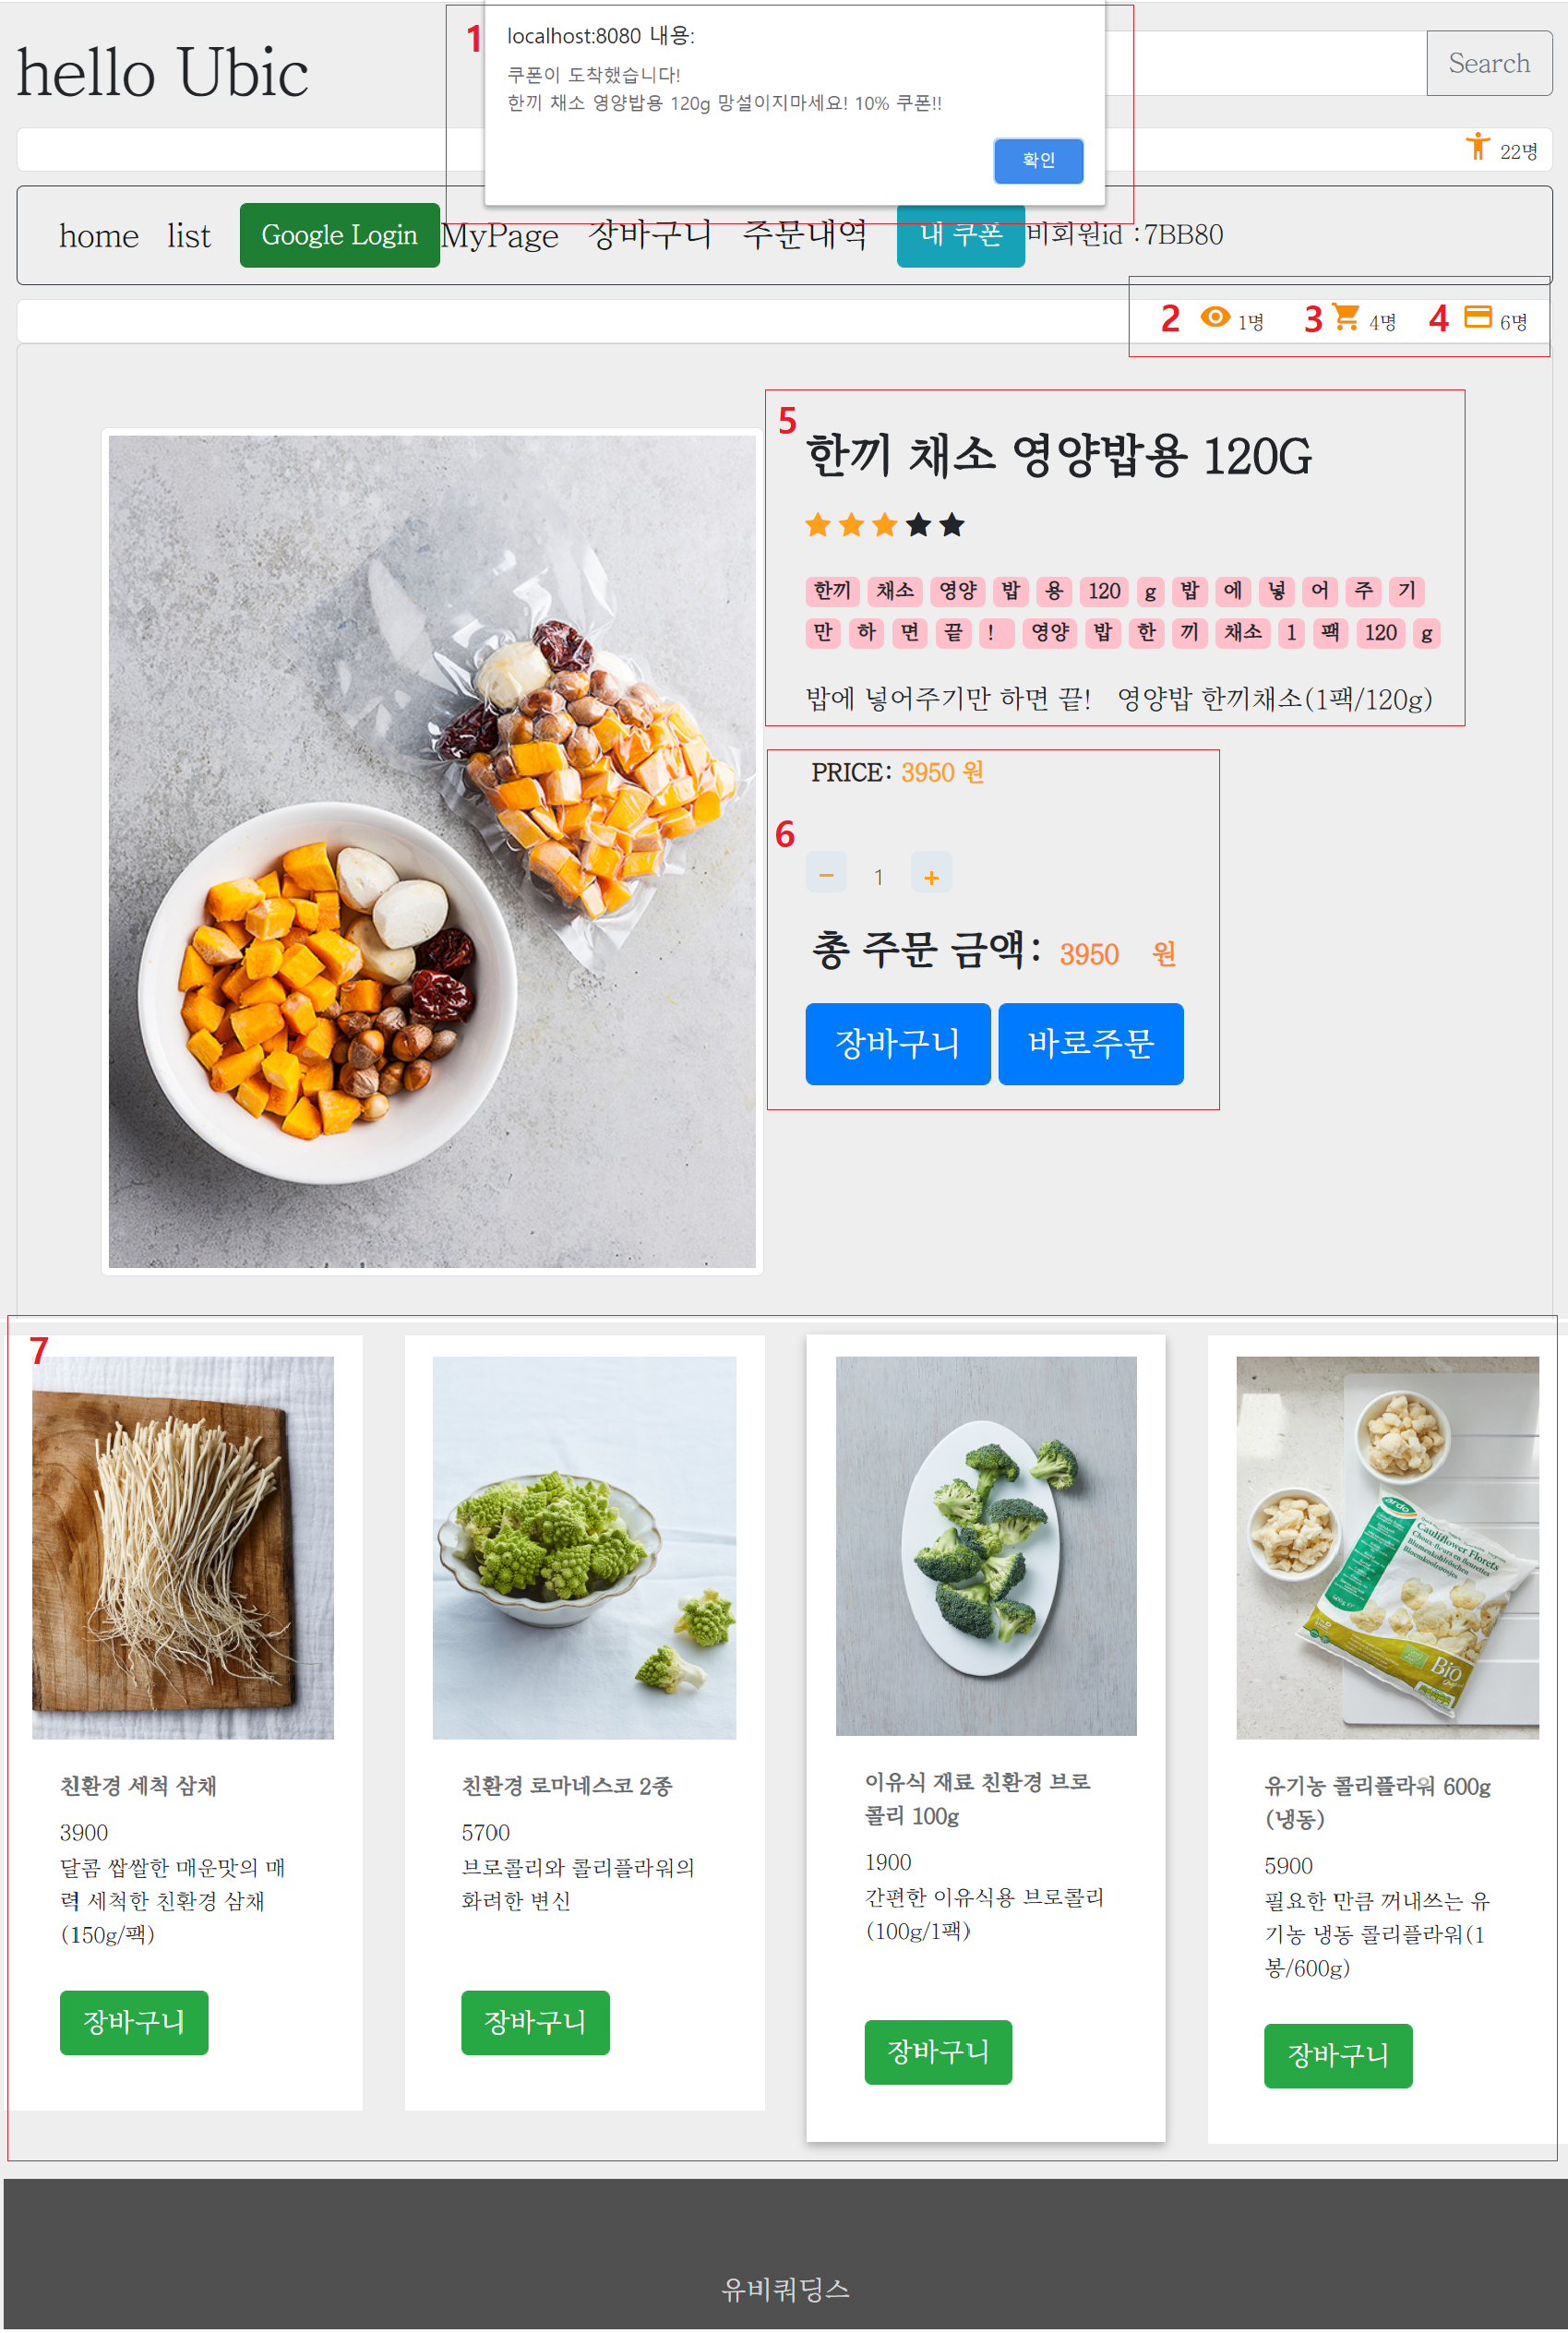 1
localhost:8080 내용:
쿠폰이 도착했습니다!
한끼 채소 영양밥용 120g 망설이지마세요! 10% 쿠폰!!
확인
hello Ubic
Search
22명
home list Google Login MyPage 장바구니 주문내역 내 쿠폰 비회원id :7BB80
2 1명 3 4명 4 6명
5
한끼 채소 영양밥용 120G
한끼 채소 영양 밥 용 120 g 밥 에 넣 어 주 기
만 하 면 끝 ! 영양 밥 한 끼 채소 1 팩 120 g
밥에 넣어주기만 하면 끝! 영양밥 한끼채소(1팩/120g)
PRICE: 3950 원
6
- 1 +
총 주문 금액: 3950 원
장바구니 바로주문
7
친환경 세척 삼채
3900
달콤 쌉쌀한 매운맛의 매
력 세척한 친환경 삼채
(150g/팩)
장바구니
친환경 로마네스코 2종
5700
브로콜리와 콜리플라워의
화려한 변신
장바구니
이유식 재료 친환경 브로
콜리 100g
1900
간편한 이유식용 브로콜리
(100g/1팩)
장바구니
ardo
Cauliflower Florets
Choux-fleurs en fleurettes
Blumenkohlröschen
Bloemkoolroosjes
Bio
유기농 콜리플라워 600g
(냉동)
5900
필요한 만큼 꺼내쓰는 유
기농 냉동 콜리플라워(1
봉/600g)
장바구니
유비쿼딩스